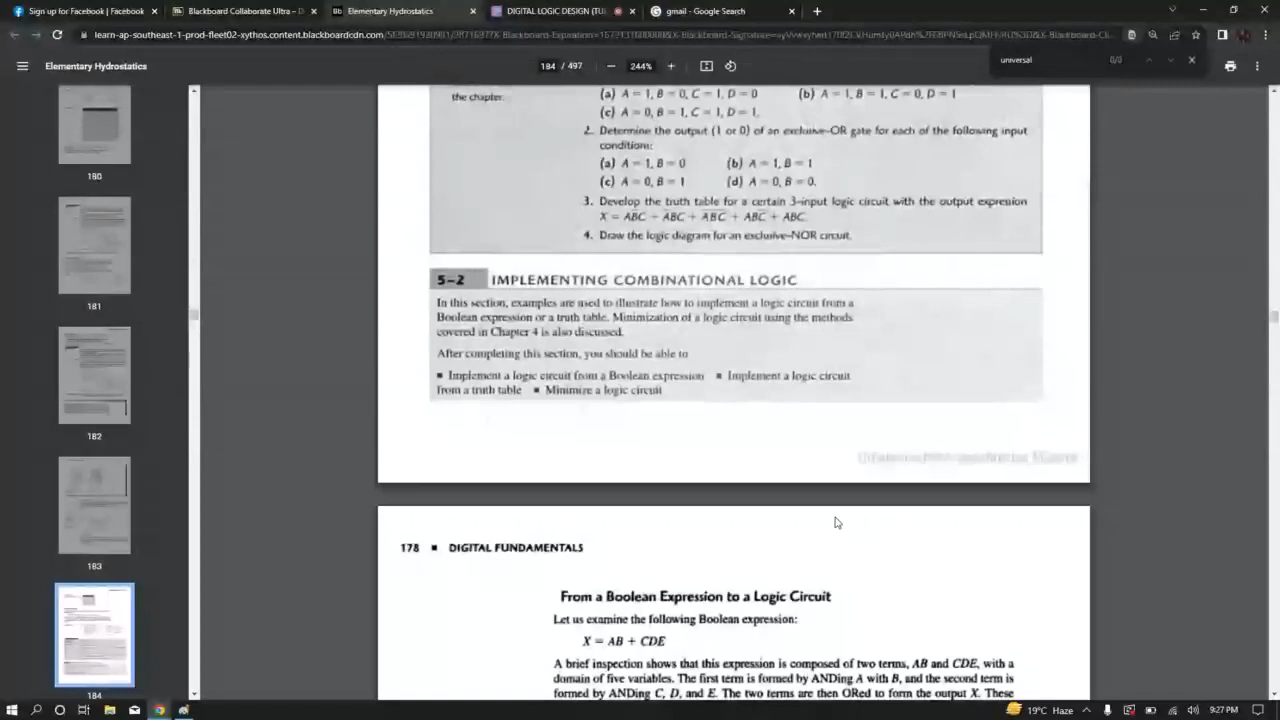 Sign up for Facebook | Facebook
Blackboard Collaborate Ultra – D
Elementary Hydrostatics
DIGITAL LOGIC DESIGN (TU
gmail - Google Search
learn-ap-southeast-1-prod-fleet02-xythos.content.blackboardcdn.com/
universal
0/0
Elementary Hydrostatics
184 / 497
244%
180
181
182
183
184
the chapter.
(a) A = 1, B = 0, C = 1, D = 0 (b) A = 1, B = 1, C = 0, D = 1
(c) A = 0, B = 1, C = 1, D = 1.
2. Determine the output (1 or 0) of an exclusive-OR gate for each of the following input
conditions:
(a) A = 1, B = 0 (b) A = 1, B = 1
(c) A = 0, B = 1 (d) A = 0, B = 0.
3. Develop the truth table for a certain 3-input logic circuit with the output expression
X = ABC + ABC + ABC + ABC + ABC
4. Draw the logic diagram for an exclusive-NOR circuit.
5–2 IMPLEMENTING COMBINATIONAL LOGIC
In this section, examples are used to illustrate how to implement a logic circuit from a
Boolean expression or a truth table. Minimization of a logic circuit using the methods
covered in Chapter 4 is also discussed.
After completing this section, you should be able to
■ Implement a logic circuit from a Boolean expression ■ Implement a logic circuit
from a truth table ■ Minimize a logic circuit
178 ■ DIGITAL FUNDAMENTALS
From a Boolean Expression to a Logic Circuit
Let us examine the following Boolean expression:
X = AB + CDE
A brief inspection shows that this expression is composed of two terms, AB and CDE, with a
domain of five variables. The first term is formed by ANDing A with B, and the second term is
formed by ANDing C, D, and E. The two terms are then ORed to form the output X. These
19°C Haze
9:27 PM